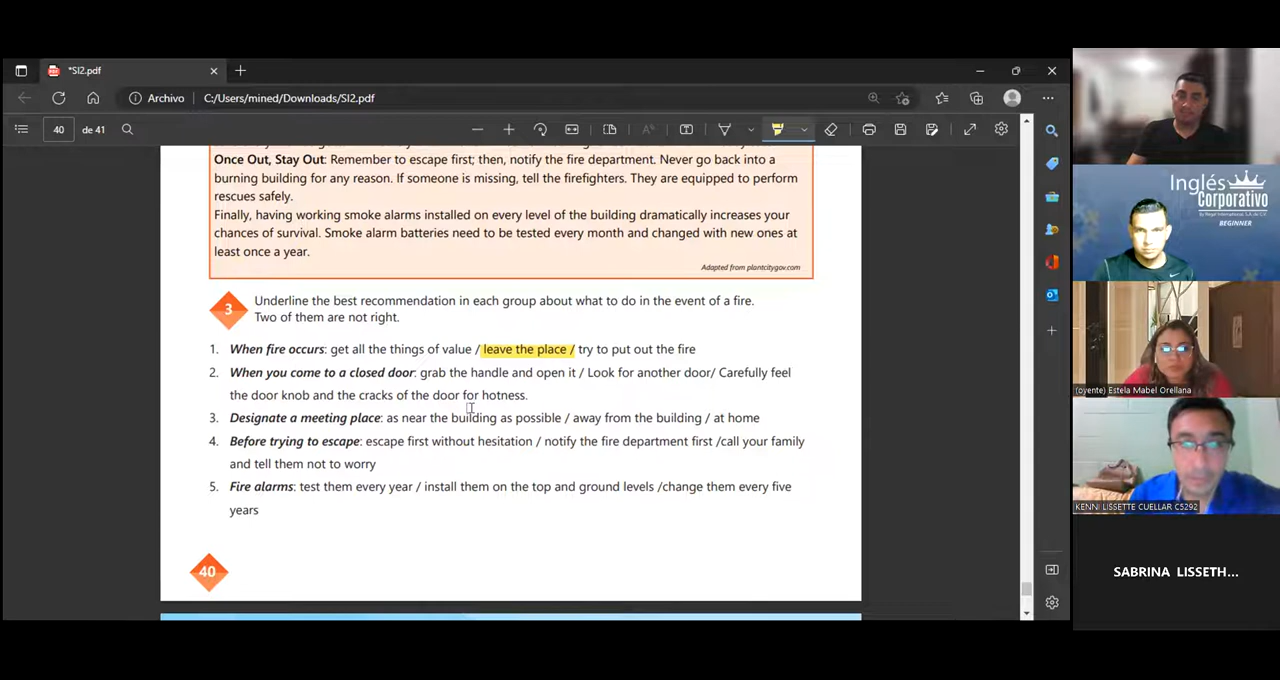 *SI2.pdf
Archivo
C:/Users/mined/Downloads/SI2.pdf
40
de 41
Once Out, Stay Out: Remember to escape first; then, notify the fire department. Never go back into a
burning building for any reason. If someone is missing, tell the firefighters. They are equipped to perform
rescues safely.
Finally, having working smoke alarms installed on every level of the building dramatically increases your
chances of survival. Smoke alarm batteries need to be tested every month and changed with new ones at
least once a year.
Adapted from plantcitygov.com
3
Underline the best recommendation in each group about what to do in the event of a fire.
Two of them are not right.
1. When fire occurs: get all the things of value / leave the place / try to put out the fire
2. When you come to a closed door: grab the handle and open it / Look for another door/ Carefully feel
the door knob and the cracks of the door for hotness.
3. Designate a meeting place: as near the building as possible / away from the building / at home
4. Before trying to escape: escape first without hesitation / notify the fire department first /call your family
and tell them not to worry
5. Fire alarms: test them every year / install them on the top and ground levels /change them every five
years
40
Inglés
Corporativo
by Regal International, S.A. de C.V.
BEGINNER
(oyente) Estela Mabel Orellana
KENNI LISSETTE CUELLAR C5292
SABRINA LISSETH...